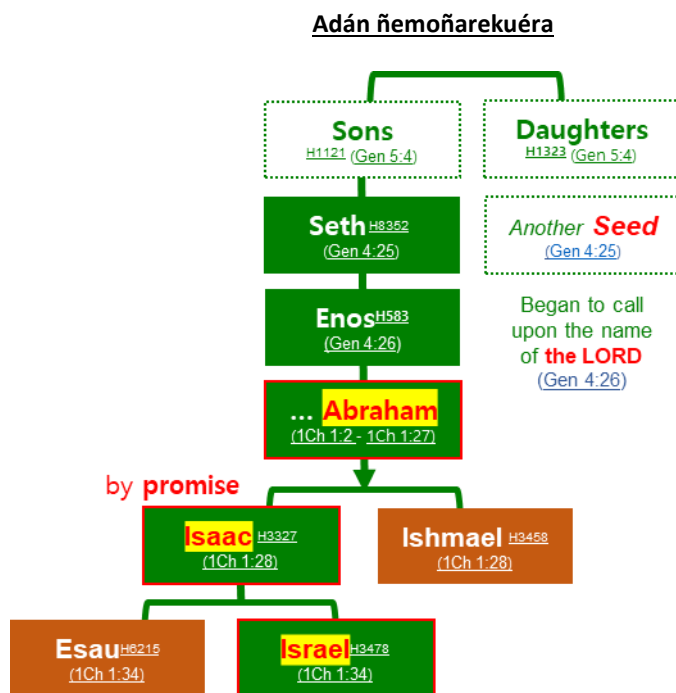 Adán ñemoñarekuéra
Sons
H1121 (Gen 5:4)
Daughters
H1323 (Gen 5:4)
Seth H8352
(Gen 4:25)
Another Seed
(Gen 4:25)
Enos H583
(Gen 4:26)
Began to call
upon the name
of the LORD
(Gen 4:26)
... Abraham
(1Ch 1:2 - 1Ch 1:27)
by promise
Isaac H3327
(1Ch 1:28)
Ishmael H3458
(1Ch 1:28)
Esau H6215
(1Ch 1:34)
Israel H3478
(1Ch 1:34)